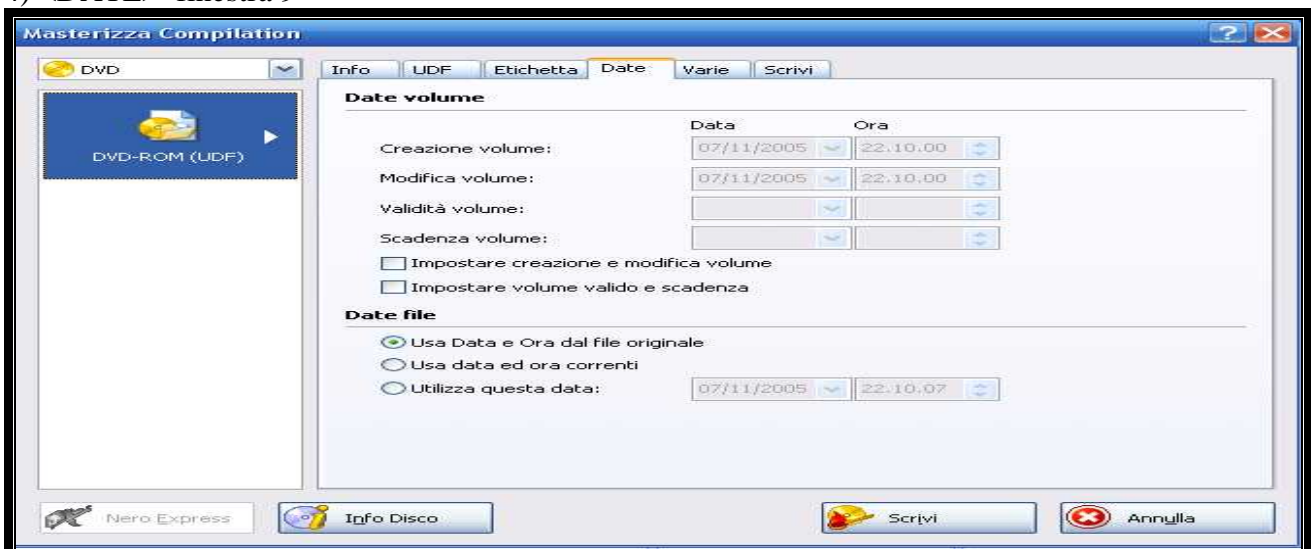 Masterizza Compilation
DVD
Info UDF Etichetta Date Varie Scrivi
DVD-ROM (UDF)
Date volume
Data Ora
Creazione volume: 07/11/2005 22.10.00
Modifica volume: 07/11/2005 22.10.00
Validità volume:
Scadenza volume:
Impostare creazione e modifica volume
Impostare volume valido e scadenza
Date file
Usa Data e Ora dal file originale
Usa data ed ora correnti
Utilizza questa data: 07/11/2005 22.10.07
Nero Express Info Disco Scrivi Annulla